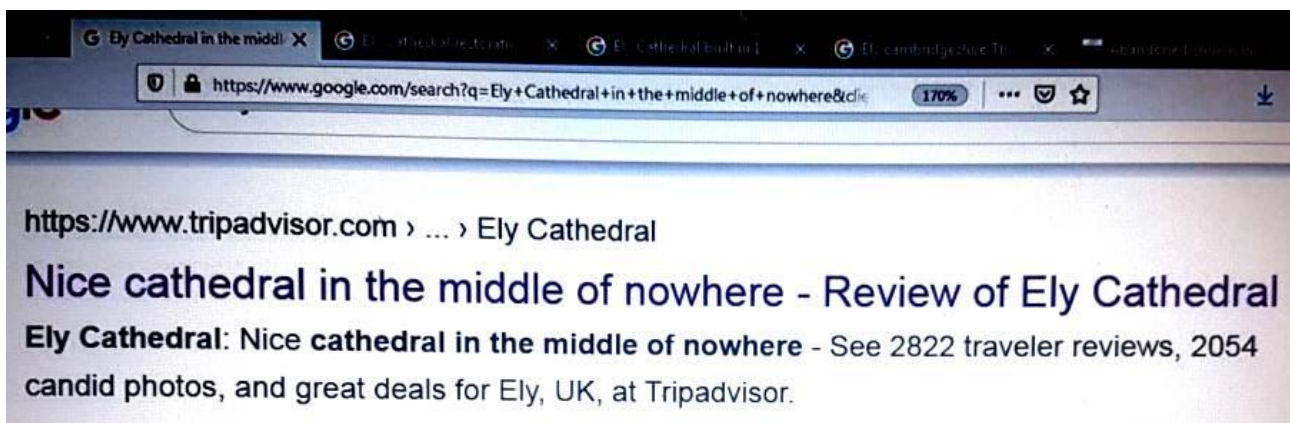 Ely Cathedral in the middl
https://www.google.com/search?q=Ely+Cathedral+in+the+middle+of+nowhere&clie 170%
https://www.tripadvisor.com › ... › Ely Cathedral
Nice cathedral in the middle of nowhere - Review of Ely Cathedral
Ely Cathedral: Nice cathedral in the middle of nowhere - See 2822 traveler reviews, 2054
candid photos, and great deals for Ely, UK, at Tripadvisor.